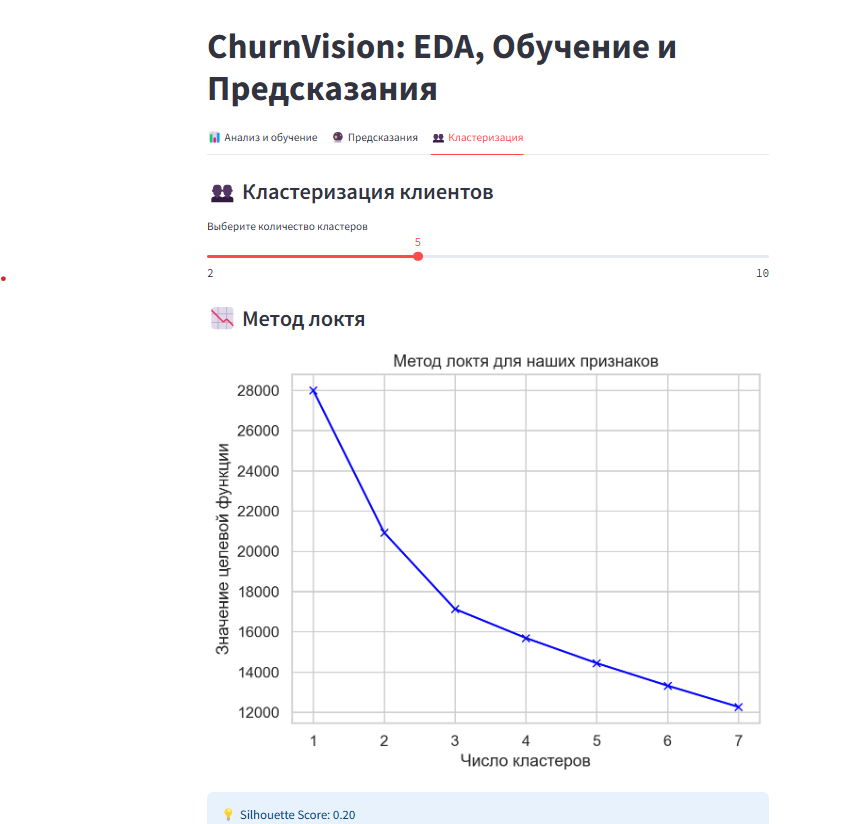 ChurnVision: EDA, Обучение и
Предсказания
Анализ и обучение Предсказания Кластеризация
Кластеризация клиентов
Выберите количество кластеров
5
2 10
Метод локтя
Метод локтя для наших признаков
Значение целевой функции
28000
26000
24000
22000
20000
18000
16000
14000
12000
1 2 3 4 5 6 7
Число кластеров
Silhouette Score: 0.20